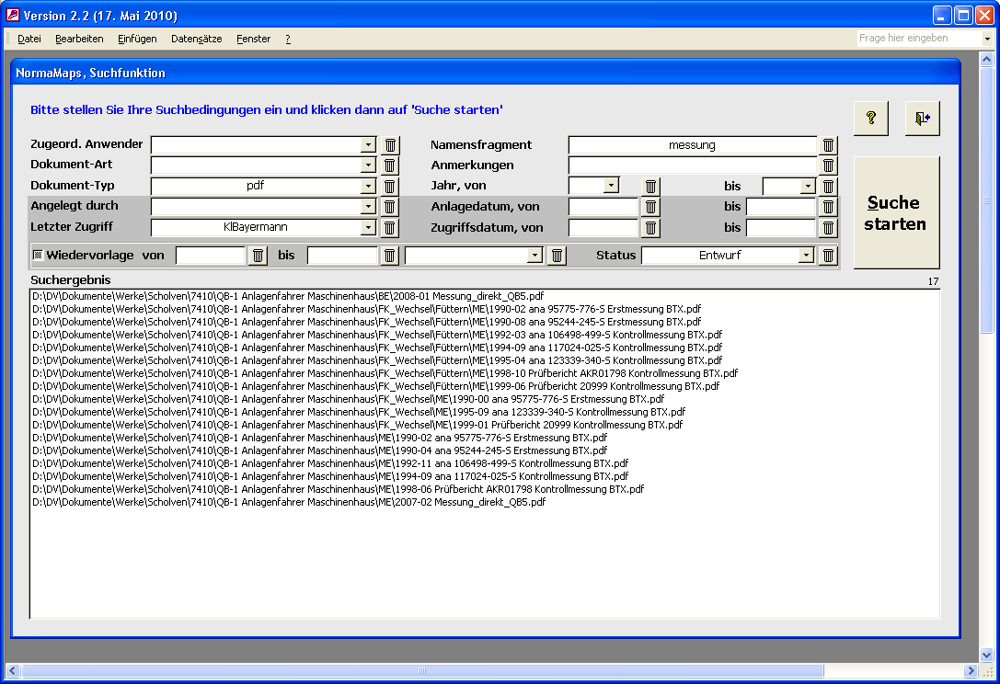 Version 2.2 (17. Mai 2010)
Datei Bearbeiten Einfügen Datensätze Fenster ? Frage hier eingeben
NormaMaps, Suchfunktion
Bitte stellen Sie Ihre Suchbedingungen ein und klicken dann auf 'Suche starten' ?
Zugeord. Anwender Namensfragment messung
Dokument-Art Anmerkungen
Dokument-Typ pdf Jahr, von bis
Angelegt durch Anlagedatum, von bis
Letzter Zugriff KlBayermann Zugriffsdatum, von bis
Suche
starten
Wiedervorlage von bis Status Entwurf
Suchergebnis 17
D:\DV\Dokumente\Werke\Scholven\7410\QB-1 Anlagenfahrer Maschinenhaus\BE\2008-01 Messung_direkt_QB5.pdf
D:\DV\Dokumente\Werke\Scholven\7410\QB-1 Anlagenfahrer Maschinenhaus\FK_Wechsel\Füttern\ME\1990-02 ana 95775-776-S Erstmessung BTX.pdf
D:\DV\Dokumente\Werke\Scholven\7410\QB-1 Anlagenfahrer Maschinenhaus\FK_Wechsel\Füttern\ME\1990-08 ana 95244-245-S Erstmessung BTX.pdf
D:\DV\Dokumente\Werke\Scholven\7410\QB-1 Anlagenfahrer Maschinenhaus\FK_Wechsel\Füttern\ME\1992-03 ana 106498-499-S Kontrollmessung BTX.pdf
D:\DV\Dokumente\Werke\Scholven\7410\QB-1 Anlagenfahrer Maschinenhaus\FK_Wechsel\Füttern\ME\1994-09 ana 117024-025-S Kontrollmessung BTX.pdf
D:\DV\Dokumente\Werke\Scholven\7410\QB-1 Anlagenfahrer Maschinenhaus\FK_Wechsel\Füttern\ME\1995-04 ana 123339-340-S Kontrollmessung BTX.pdf
D:\DV\Dokumente\Werke\Scholven\7410\QB-1 Anlagenfahrer Maschinenhaus\FK_Wechsel\Füttern\ME\1998-10 Prüfbericht AKR01798 Kontrollmessung BTX.pdf
D:\DV\Dokumente\Werke\Scholven\7410\QB-1 Anlagenfahrer Maschinenhaus\FK_Wechsel\Füttern\ME\1999-06 Prüfbericht 20999 Kontrollmessung BTX.pdf
D:\DV\Dokumente\Werke\Scholven\7410\QB-1 Anlagenfahrer Maschinenhaus\FK_Wechsel\ME\1990-00 ana 95775-776-S Erstmessung BTX.pdf
D:\DV\Dokumente\Werke\Scholven\7410\QB-1 Anlagenfahrer Maschinenhaus\FK_Wechsel\ME\1995-09 ana 123339-340-S Kontrollmessung BTX.pdf
D:\DV\Dokumente\Werke\Scholven\7410\QB-1 Anlagenfahrer Maschinenhaus\FK_Wechsel\ME\1999-01 Prüfbericht 20999 Kontrollmessung BTX.pdf
D:\DV\Dokumente\Werke\Scholven\7410\QB-1 Anlagenfahrer Maschinenhaus\ME\1990-02 ana 95775-776-S Erstmessung BTX.pdf
D:\DV\Dokumente\Werke\Scholven\7410\QB-1 Anlagenfahrer Maschinenhaus\ME\1990-04 ana 95244-245-S Erstmessung BTX.pdf
D:\DV\Dokumente\Werke\Scholven\7410\QB-1 Anlagenfahrer Maschinenhaus\ME\1992-11 ana 106498-499-S Kontrollmessung BTX.pdf
D:\DV\Dokumente\Werke\Scholven\7410\QB-1 Anlagenfahrer Maschinenhaus\ME\1994-09 ana 117024-025-S Kontrollmessung BTX.pdf
D:\DV\Dokumente\Werke\Scholven\7410\QB-1 Anlagenfahrer Maschinenhaus\ME\1998-06 Prüfbericht AKR01798 Kontrollmessung BTX.pdf
D:\DV\Dokumente\Werke\Scholven\7410\QB-1 Anlagenfahrer Maschinenhaus\ME\2007-02 Messung_direkt_QB5.pdf